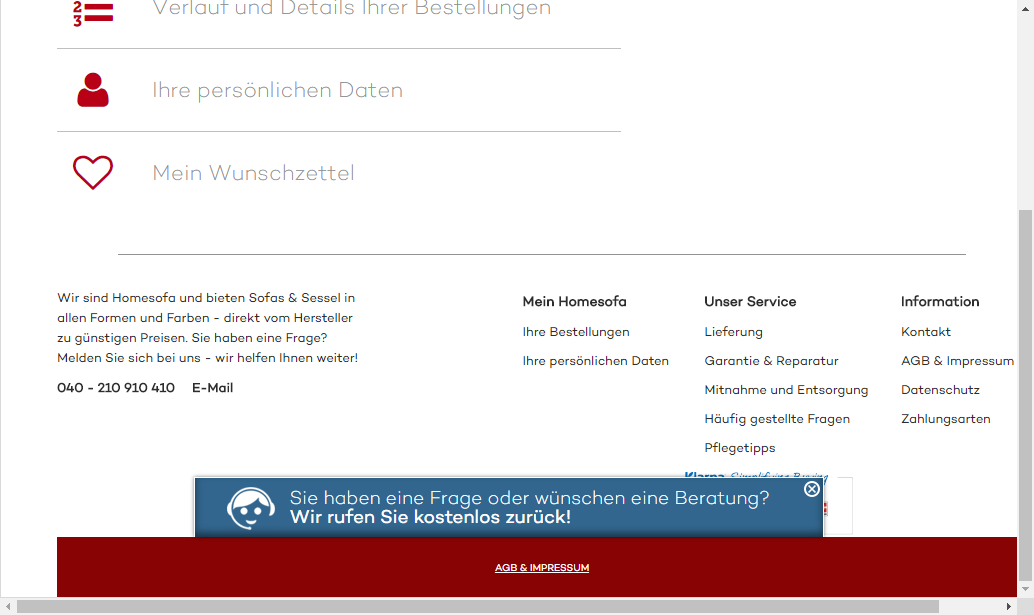 Verlauf und Details Ihrer Bestellungen
Ihre persönlichen Daten
Mein Wunschzettel
Wir sind Homesofa und bieten Sofas & Sessel in
allen Formen und Farben - direkt vom Hersteller
zu günstigen Preisen. Sie haben eine Frage?
Melden Sie sich bei uns - wir helfen Ihnen weiter!
040 - 210 910 410 E-Mail
Mein Homesofa
Ihre Bestellungen
Ihre persönlichen Daten
Unser Service
Lieferung
Garantie & Reparatur
Mitnahme und Entsorgung
Häufig gestellte Fragen
Pflegetipps
Information
Kontakt
AGB & Impressum
Datenschutz
Zahlungsarten
Klarna Simplifying Buying
Sie haben eine Frage oder wünschen eine Beratung?
Wir rufen Sie kostenlos zurück!
AGB & IMPRESSUM